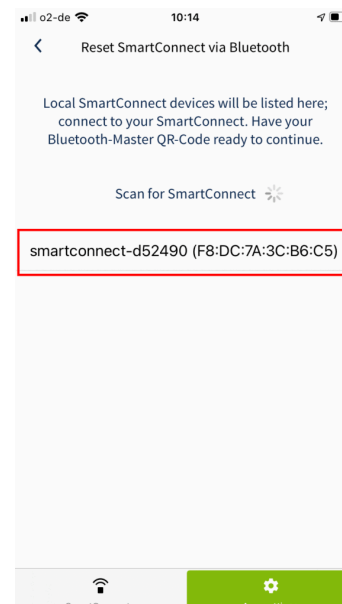 o2-de 10:14
Reset SmartConnect via Bluetooth
Local SmartConnect devices will be listed here;
connect to your SmartConnect. Have your
Bluetooth-Master QR-Code ready to continue.
Scan for SmartConnect
smartconnect-d52490 (F8:DC:7A:3C:B6:C5)